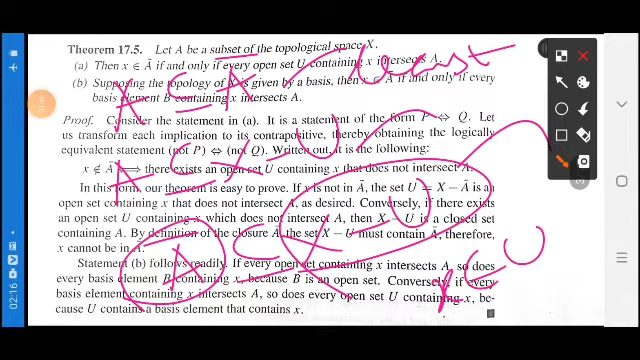 Theorem 17.5. Let A be a subset of the topological space X.
(a) Then x ∈ Ā if and only if every open set U containing x intersects A.
(b) Supposing the topology of X is given by a basis, then x ∈ Ā if and only if every
basis element B containing x intersects A.
Proof. Consider the statement in (a). It is a statement of the form P ⇔ Q. Let
us transform each implication to its contrapositive, thereby obtaining the logically
equivalent statement (not P) ⇔ (not Q). Written out, it is the following:
x ∉ Ā ⟺ there exists an open set U containing x that does not intersect A.
In this form, our theorem is easy to prove. If x is not in Ā, the set U = X − Ā is an
open set containing x that does not intersect A, as desired. Conversely, if there exists
an open set U containing x which does not intersect A, then X − U is a closed set
containing A. By definition of the closure Ā, the set X − U must contain Ā; therefore,
x cannot be in Ā.
Statement (b) follows readily. If every open set containing x intersects A, so does
every basis element B containing x, because B is an open set. Conversely, if every
basis element containing x intersects A, so does every open set U containing x, be-
cause U contains a basis element that contains x.
X ⊆ Ā least
A ⊆ X − U
Ā ⊆ X − U
x ∈ U
02:16